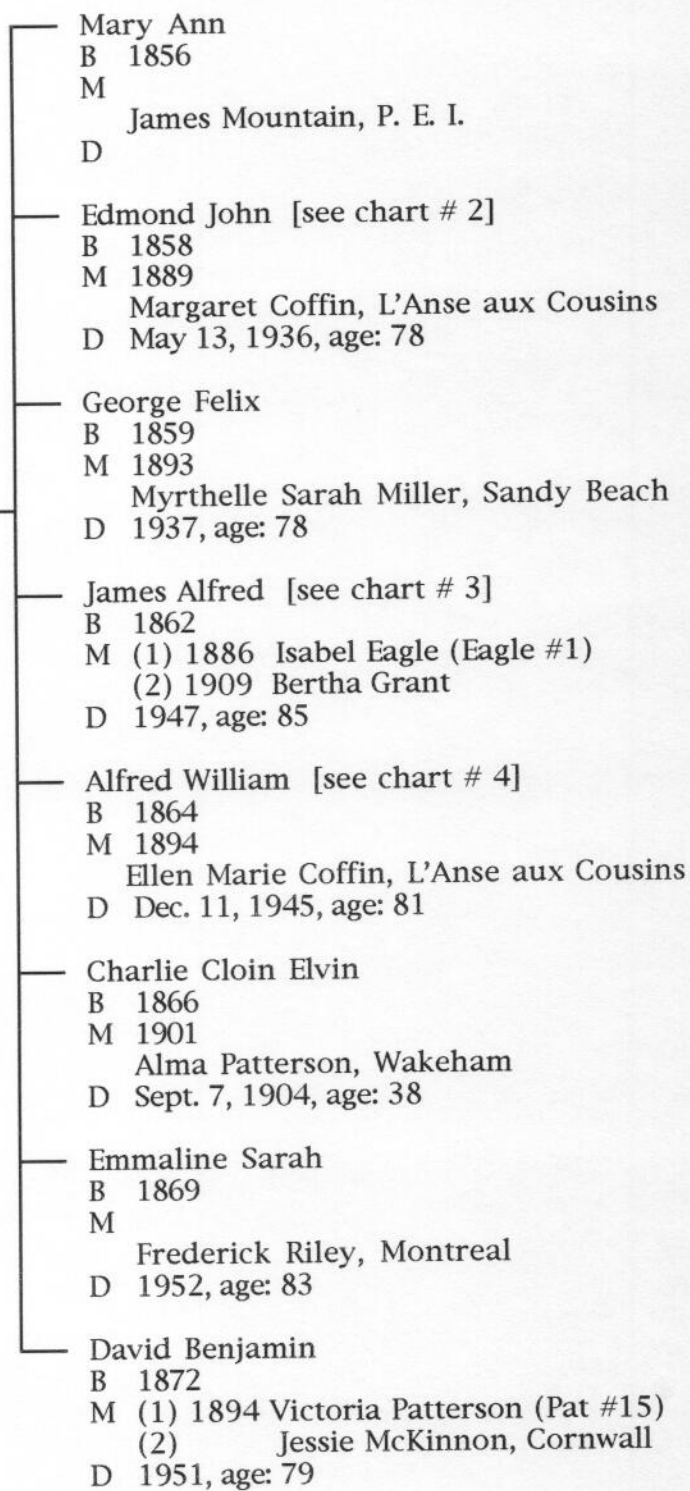 Mary Ann
B 1856
M
James Mountain, P. E. I.
D
Edmond John [see chart # 2]
B 1858
M 1889
Margaret Coffin, L'Anse aux Cousins
D May 13, 1936, age: 78
George Felix
B 1859
M 1893
Myrthelle Sarah Miller, Sandy Beach
D 1937, age: 78
James Alfred [see chart # 3]
B 1862
M (1) 1886 Isabel Eagle (Eagle #1)
(2) 1909 Bertha Grant
D 1947, age: 85
Alfred William [see chart # 4]
B 1864
M 1894
Ellen Marie Coffin, L'Anse aux Cousins
D Dec. 11, 1945, age: 81
Charlie Cloin Elvin
B 1866
M 1901
Alma Patterson, Wakeham
D Sept. 7, 1904, age: 38
Emmaline Sarah
B 1869
M
Frederick Riley, Montreal
D 1952, age: 83
David Benjamin
B 1872
M (1) 1894 Victoria Patterson (Pat #15)
(2) Jessie McKinnon, Cornwall
D 1951, age: 79